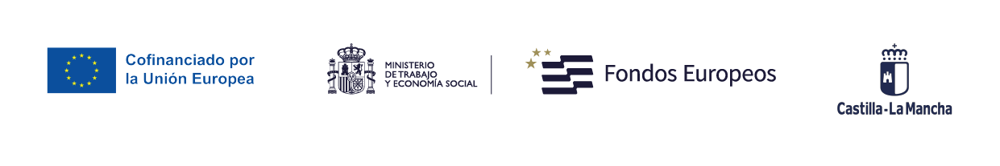 Cofinanciado por
la Unión Europea
MINISTERIO
DE TRABAJO
Y ECONOMÍA SOCIAL
Fondos Europeos
Castilla-La Mancha